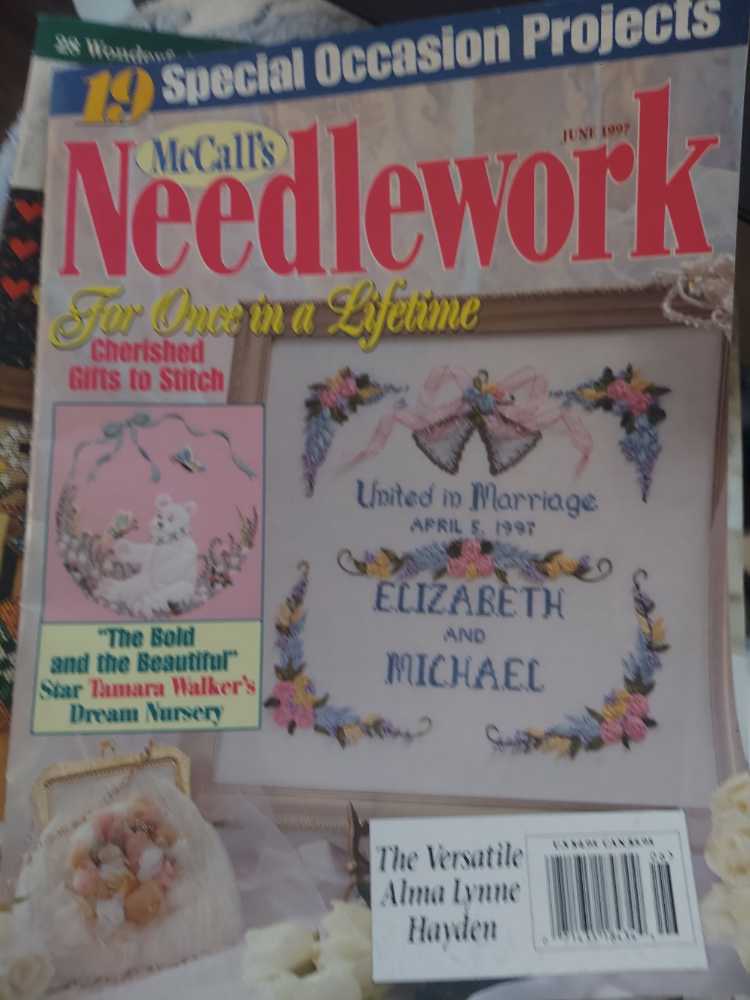 28 Wonders
19 Special Occasion Projects
JUNE 1997
McCall's
Needlework
For Once in a Lifetime
Cherished
Gifts to Stitch
United in Marriage
APRIL 5, 1997
ELIZABETH
AND
MICHAEL
"The Bold
and the Beautiful"
Star Tamara Walker's
Dream Nursery
The Versatile
Alma Lynne
Hayden